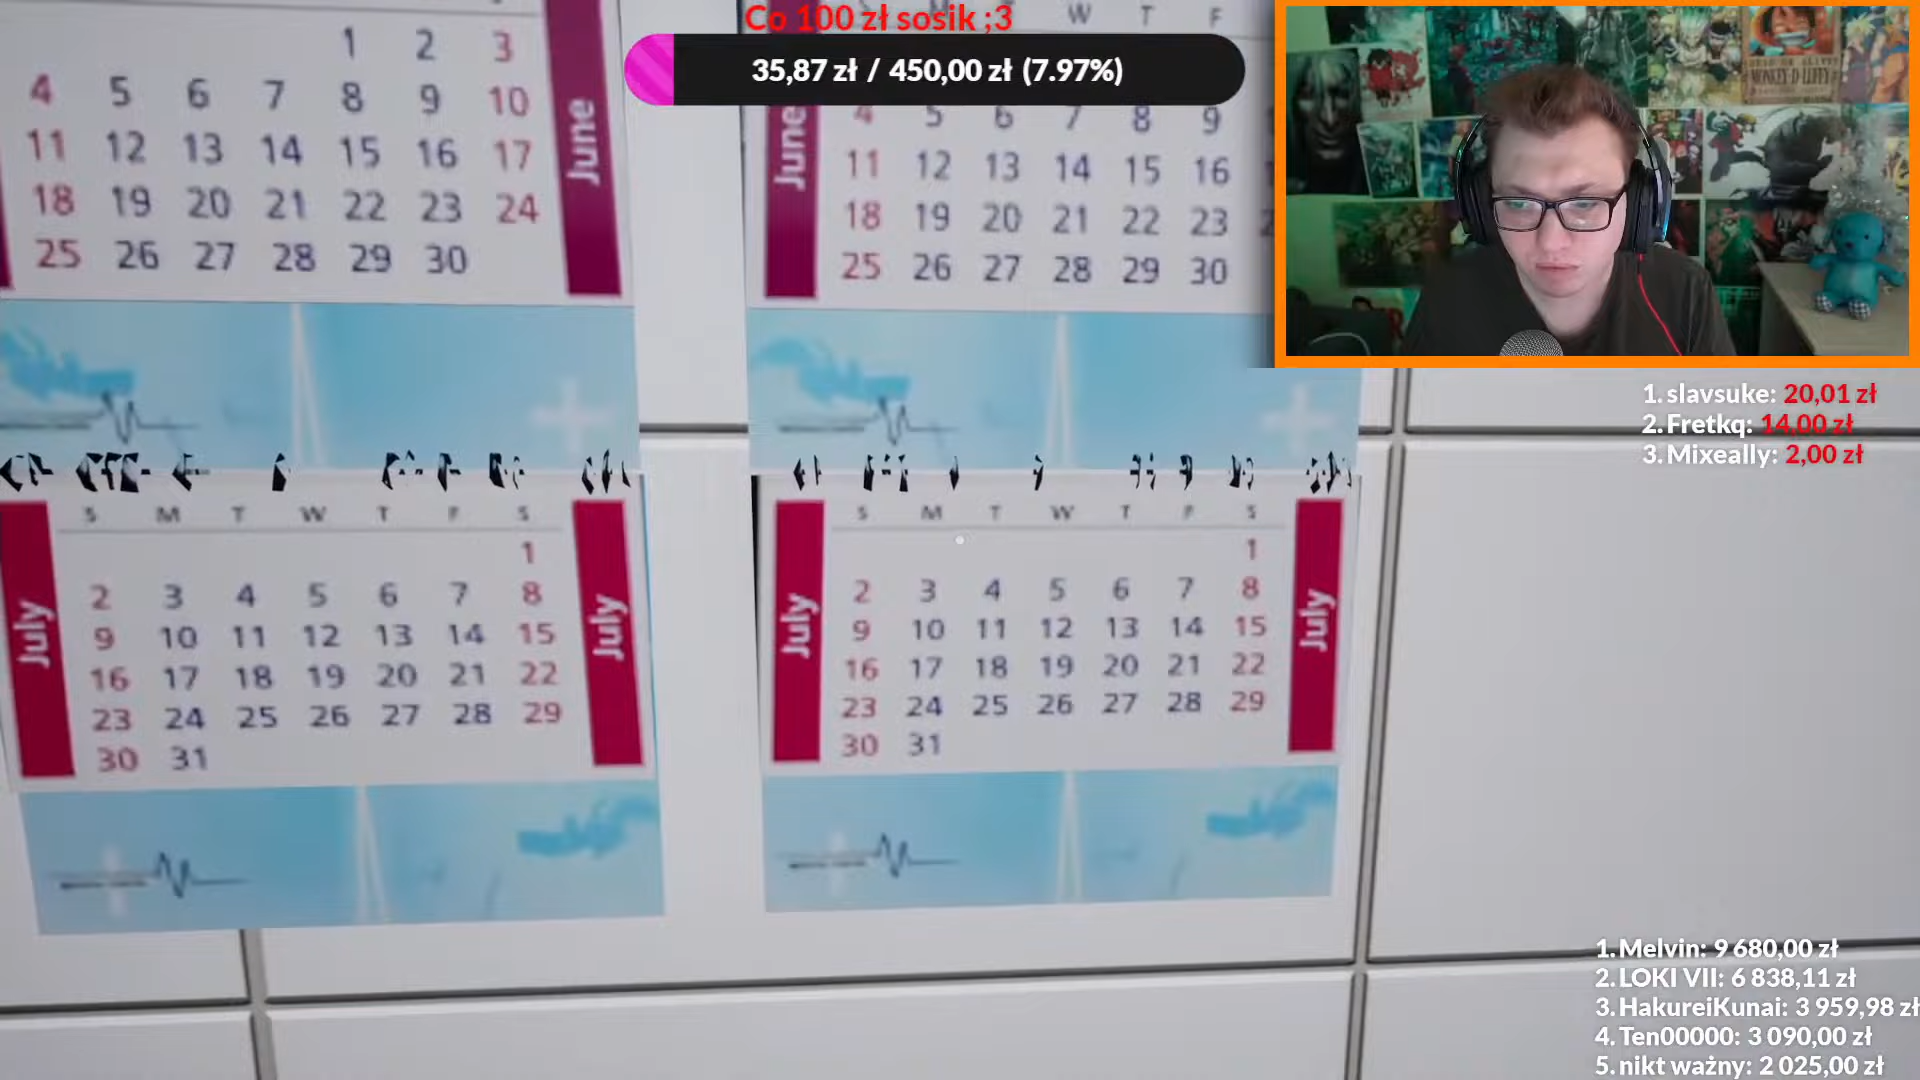 Co 100 zł sosik ;3
35,87 zł / 450,00 zł (7.97%)
1 2 3
4 5 6 7 8 9 10
11 12 13 14 15 16 17
18 19 20 21 22 23 24
25 26 27 28 29 30
June
W T F
June
4 5 6 7 8 9
11 12 13 14 15 16
18 19 20 21 22 23
25 26 27 28 29 30
1. slavsuke: 20,01 zł
2. Fretkq: 14,00 zł
3. Mixeally: 2,00 zł
July
S M T W T F S
1
2 3 4 5 6 7 8
9 10 11 12 13 14 15
16 17 18 19 20 21 22
23 24 25 26 27 28 29
30 31
July
July
S M T W T F S
1
2 3 4 5 6 7 8
9 10 11 12 13 14 15
16 17 18 19 20 21 22
23 24 25 26 27 28 29
30 31
July
1. Melvin: 9 680,00 zł
2. LOKI VII: 6 838,11 zł
3. HakureiKunai: 3 959,98 zł
4. Ten00000: 3 090,00 zł
5. nikt ważny: 2 025,00 zł